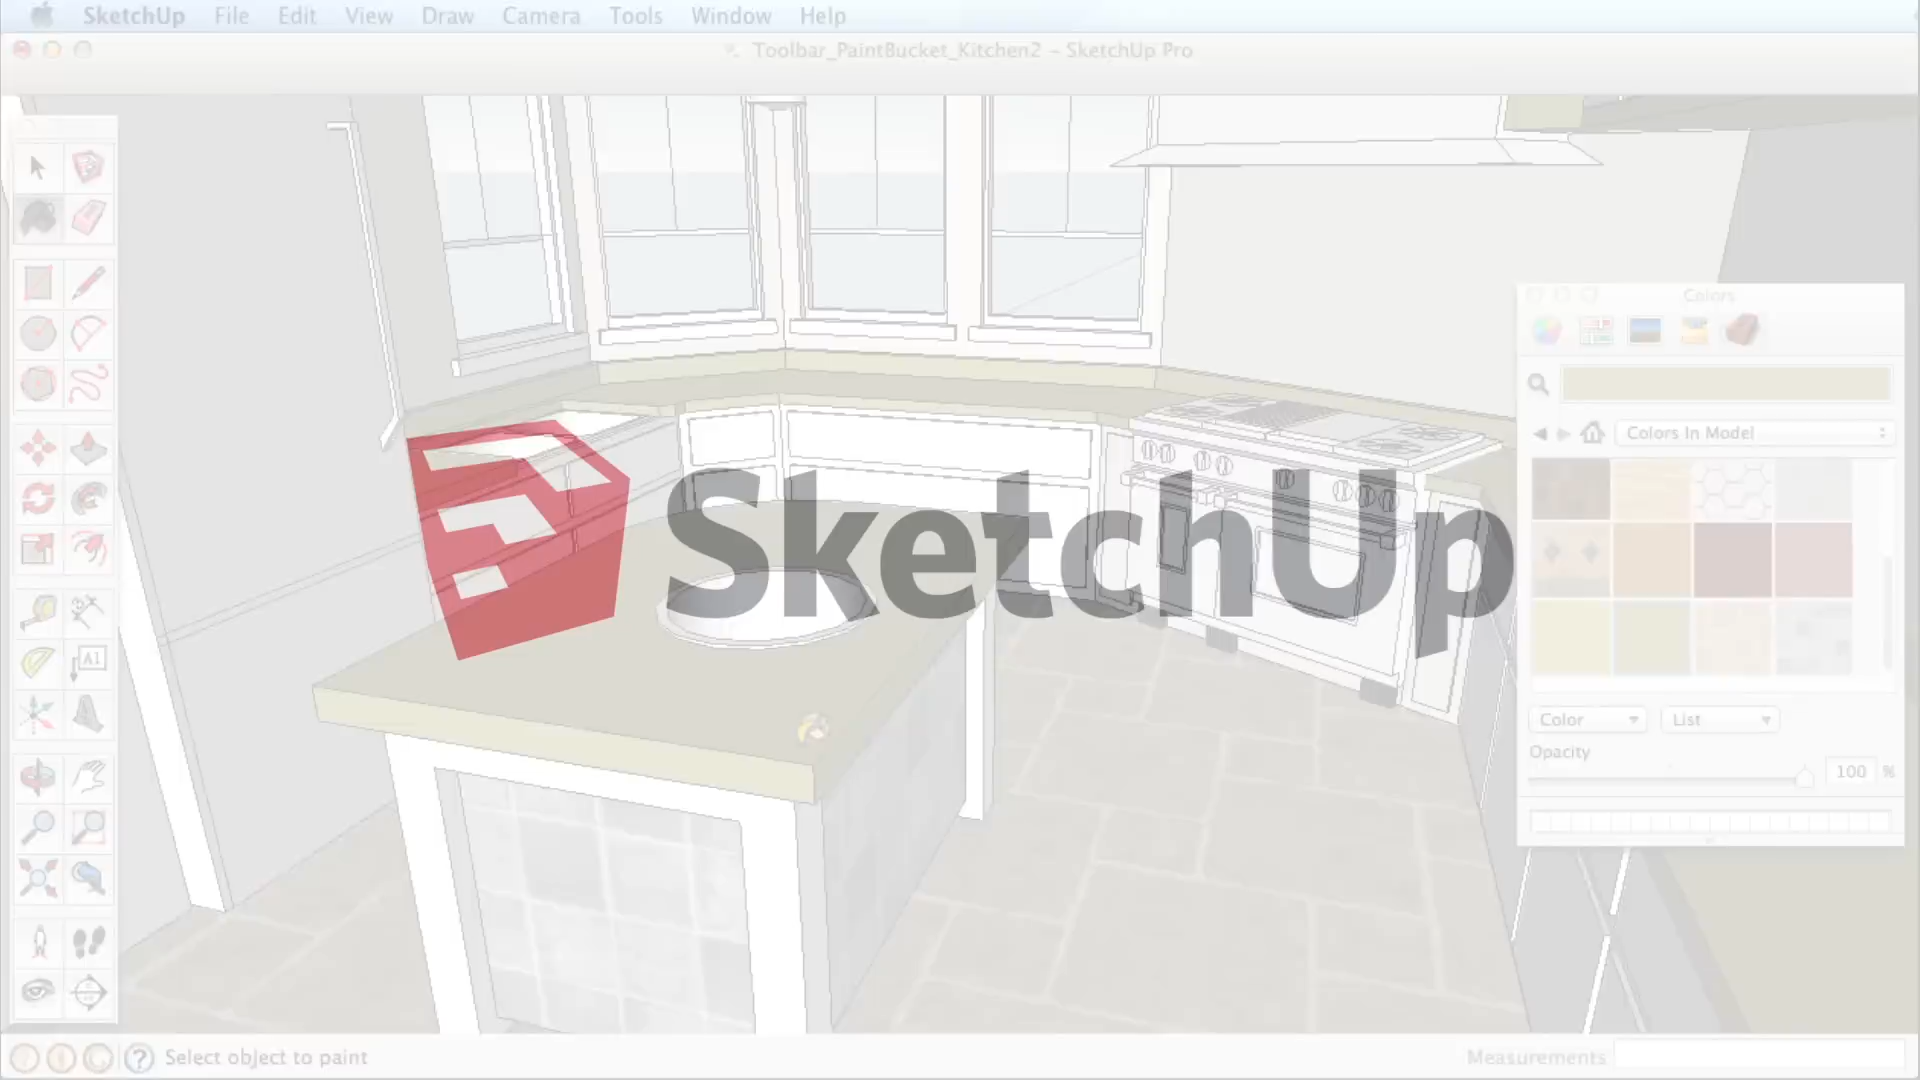 SketchUp File Edit View Draw Camera Tools Window Help
Toolbar_PaintBucket_Kitchen2 - SketchUp Pro
Colors
Colors In Model
SketchUp
A1
Color List
Opacity
100 %
Select object to paint
Measurements